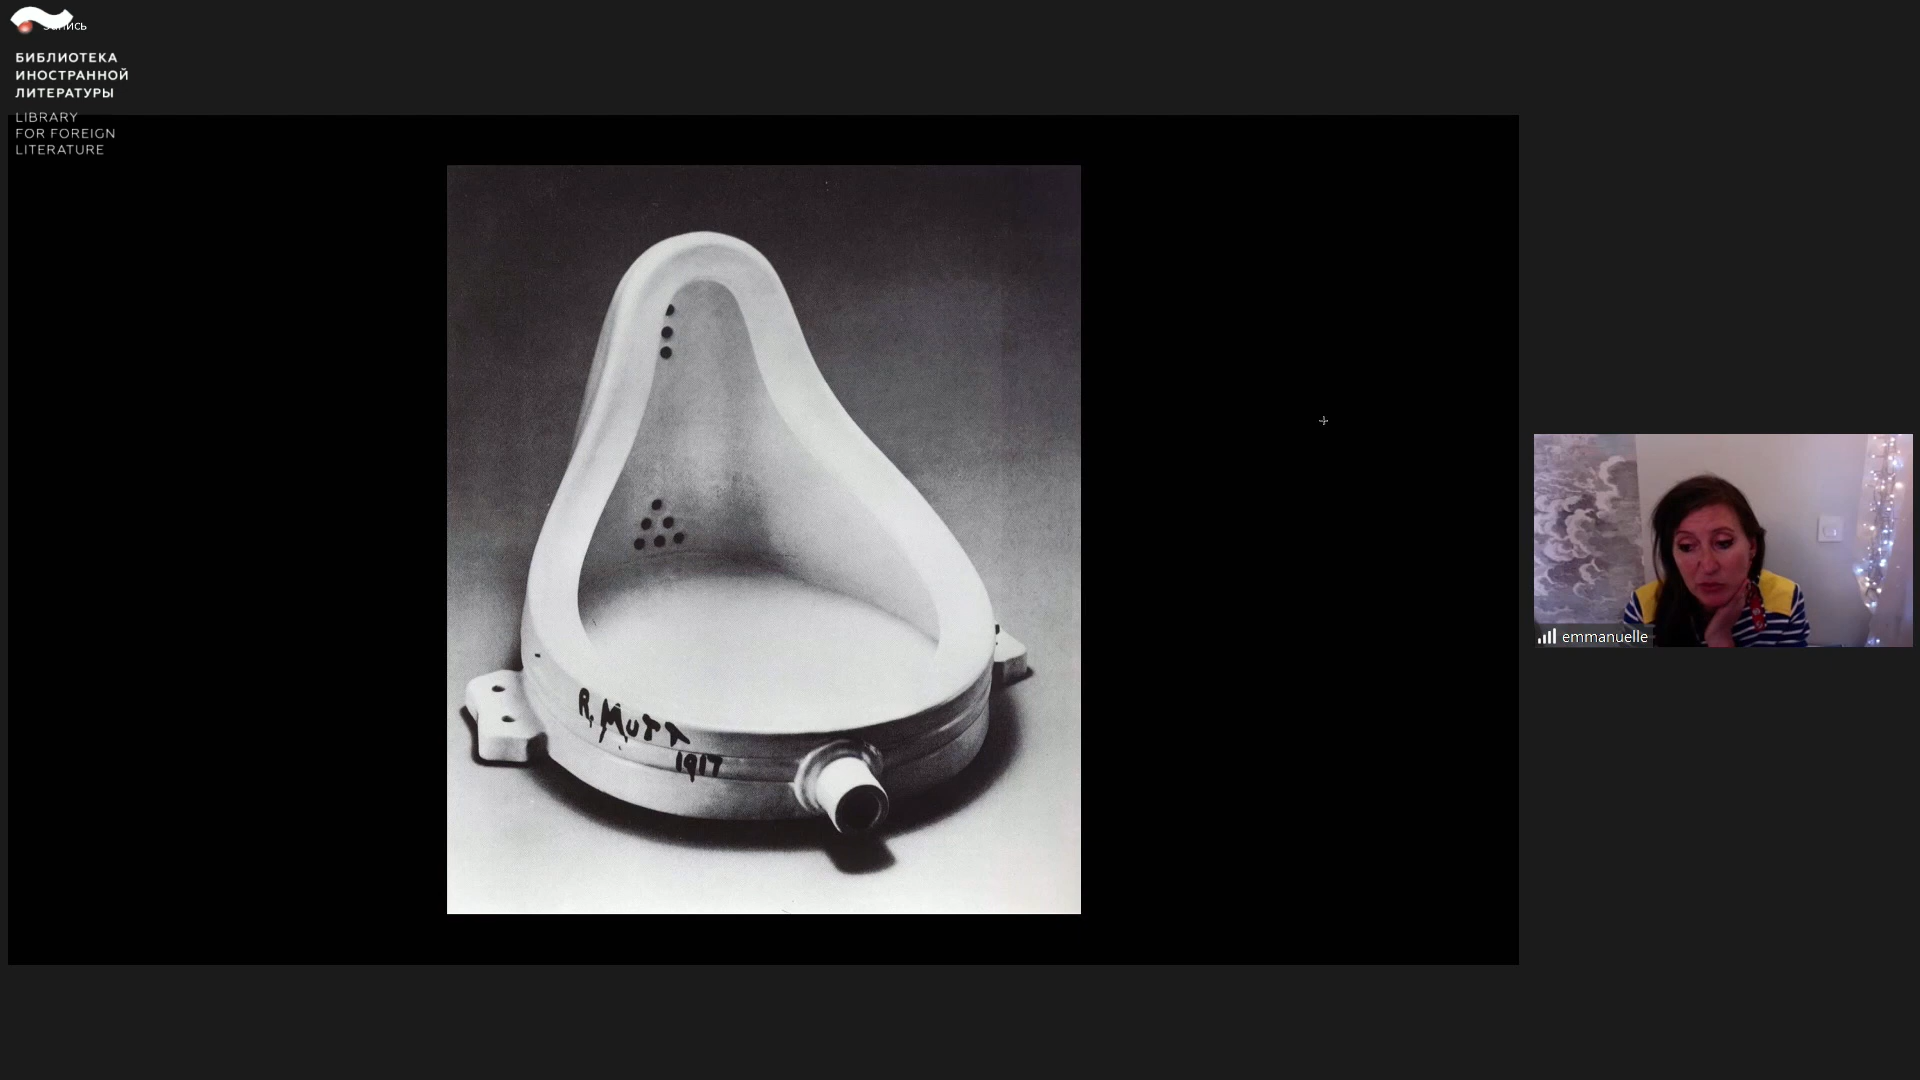 БИБЛИОТЕКА
ИНОСТРАННОЙ
ЛИТЕРАТУРЫ
LIBRARY
FOR FOREIGN
LITERATURE
R. MUTT
1917
emmanuelle